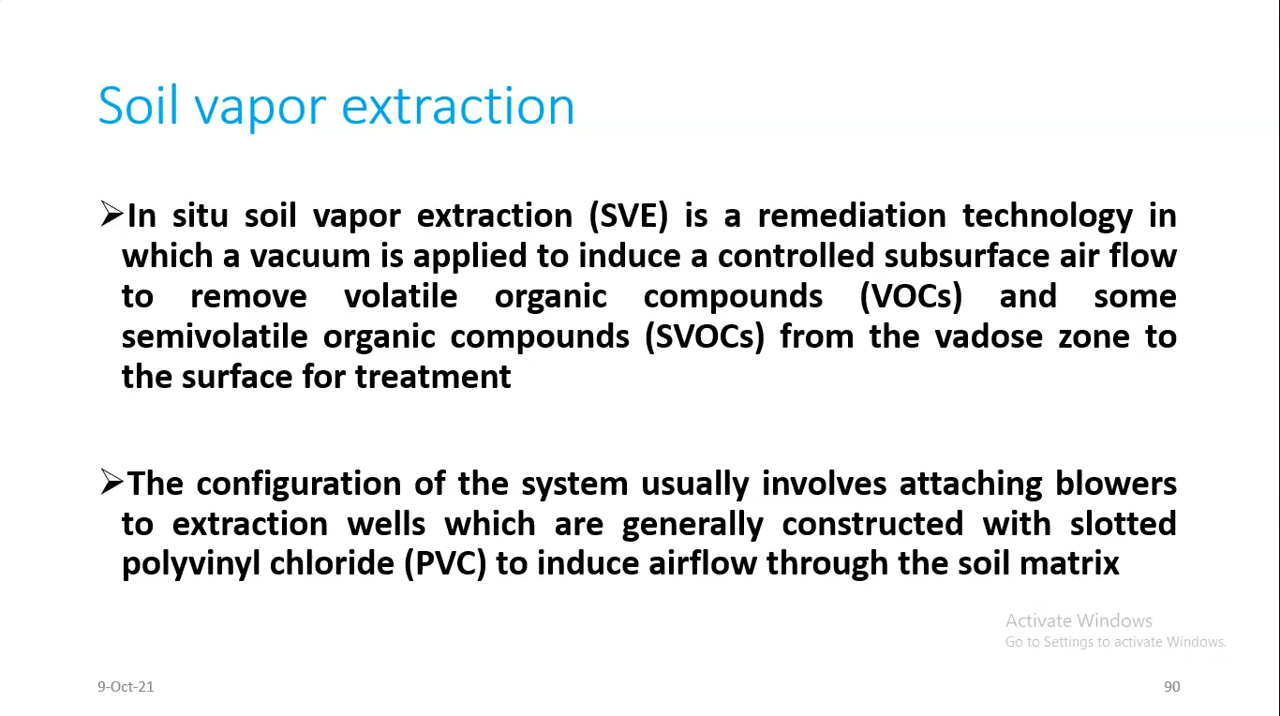 Soil vapor extraction
➢In situ soil vapor extraction (SVE) is a remediation technology in
which a vacuum is applied to induce a controlled subsurface air flow
to remove volatile organic compounds (VOCs) and some
semivolatile organic compounds (SVOCs) from the vadose zone to
the surface for treatment
➢The configuration of the system usually involves attaching blowers
to extraction wells which are generally constructed with slotted
polyvinyl chloride (PVC) to induce airflow through the soil matrix
Activate Windows
Go to Settings to activate Windows.
9-Oct-21
90